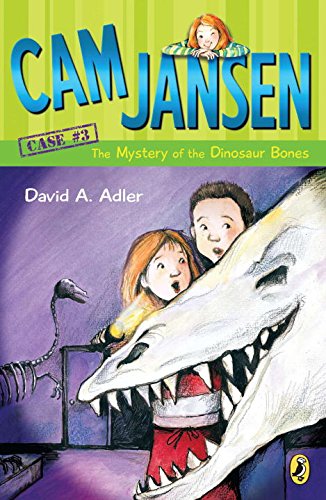 CAM
JANSEN
CASE #3
The Mystery of the Dinosaur Bones
David A. Adler